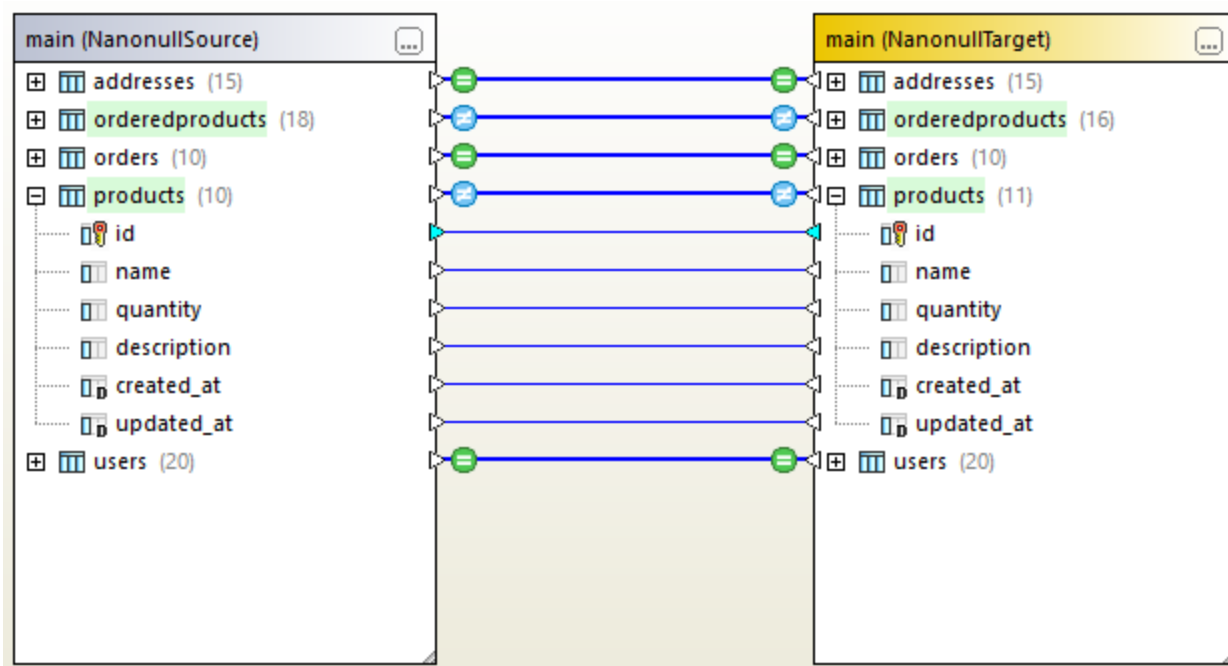 main (NanonullSource) ...
addresses (15)
orderedproducts (18)
orders (10)
products (10)
id
name
quantity
description
D created_at
D updated_at
users (20)
main (NanonullTarget) ...
addresses (15)
orderedproducts (16)
orders (10)
products (11)
id
name
quantity
description
D created_at
D updated_at
users (20)